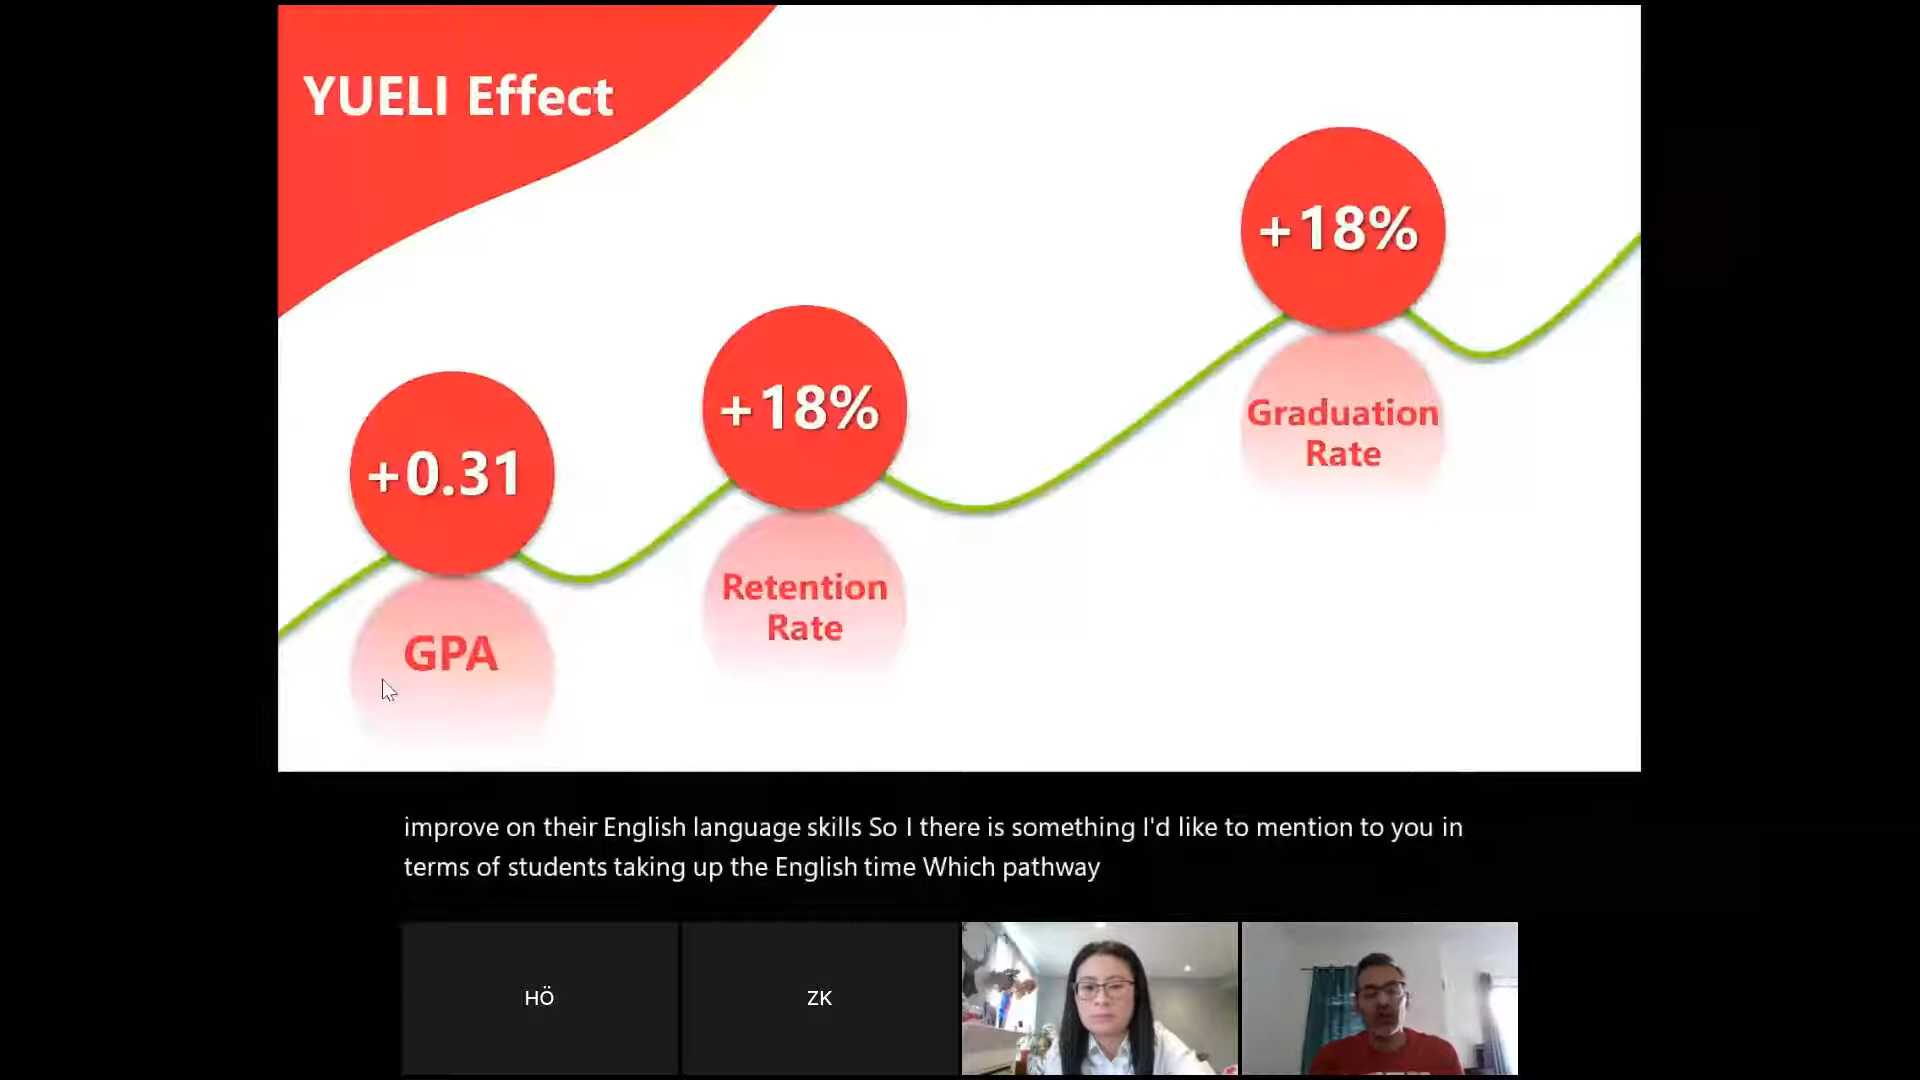 YUELI Effect
+18%
+18%
+0.31
Graduation
Rate
Retention
Rate
GPA
improve on their English language skills So I there is something I'd like to mention to you in
terms of students taking up the English time Which pathway
HÖ
ZK